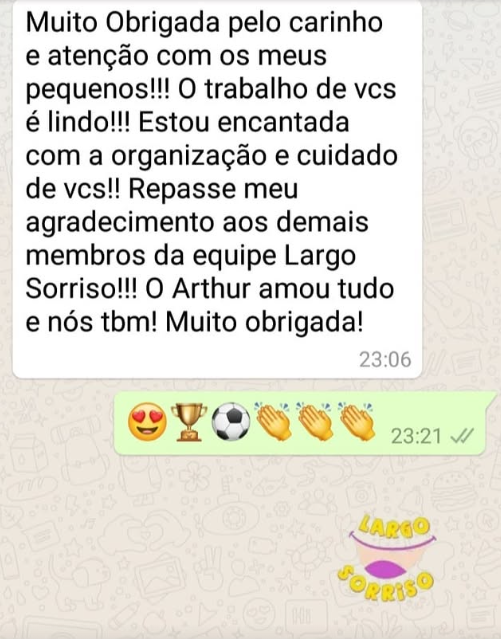 Muito Obrigada pelo carinho
e atenção com os meus
pequenos!!! O trabalho de vcs
é lindo!!! Estou encantada
com a organização e cuidado
de vcs!! Repasse meu
agradecimento aos demais
membros da equipe Largo
Sorriso!!! O Arthur amou tudo
e nós tbm! Muito obrigada!
23:06
😍🏆⚽👏👏👏 23:21
LARGO
SORRISO